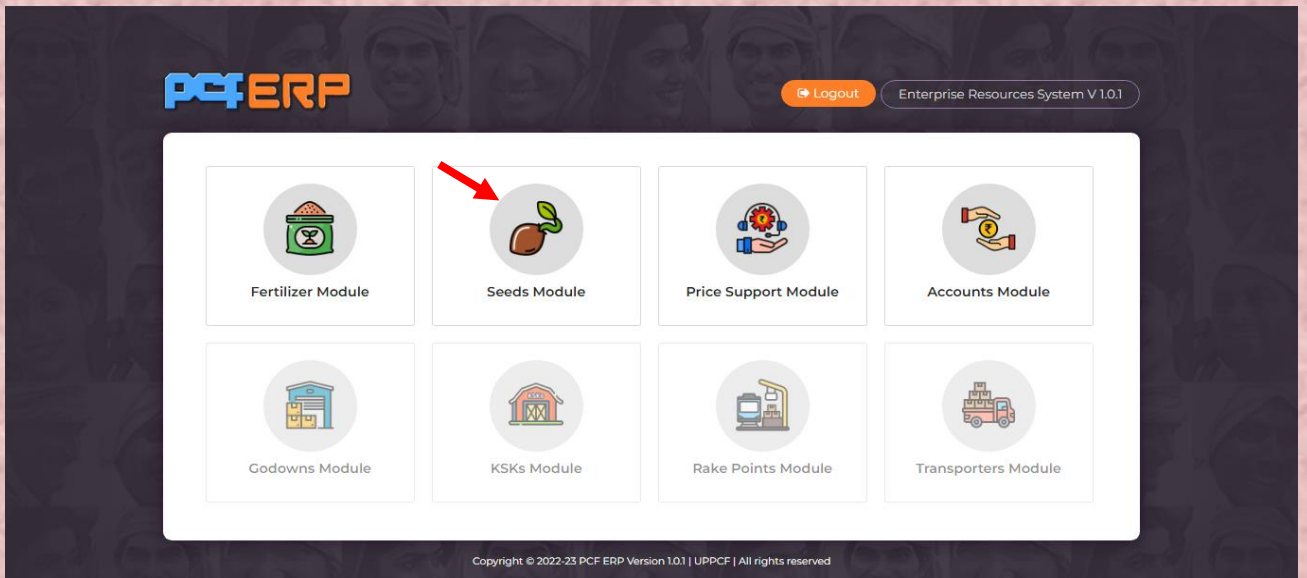 PCF ERP
Logout
Enterprise Resources System V 1.0.1
Fertilizer Module
Seeds Module
Price Support Module
Accounts Module
Godowns Module
KSKs Module
Rake Points Module
Transporters Module
Copyright © 2022-23 PCF ERP Version 1.0.1 | UPPCF | All rights reserved